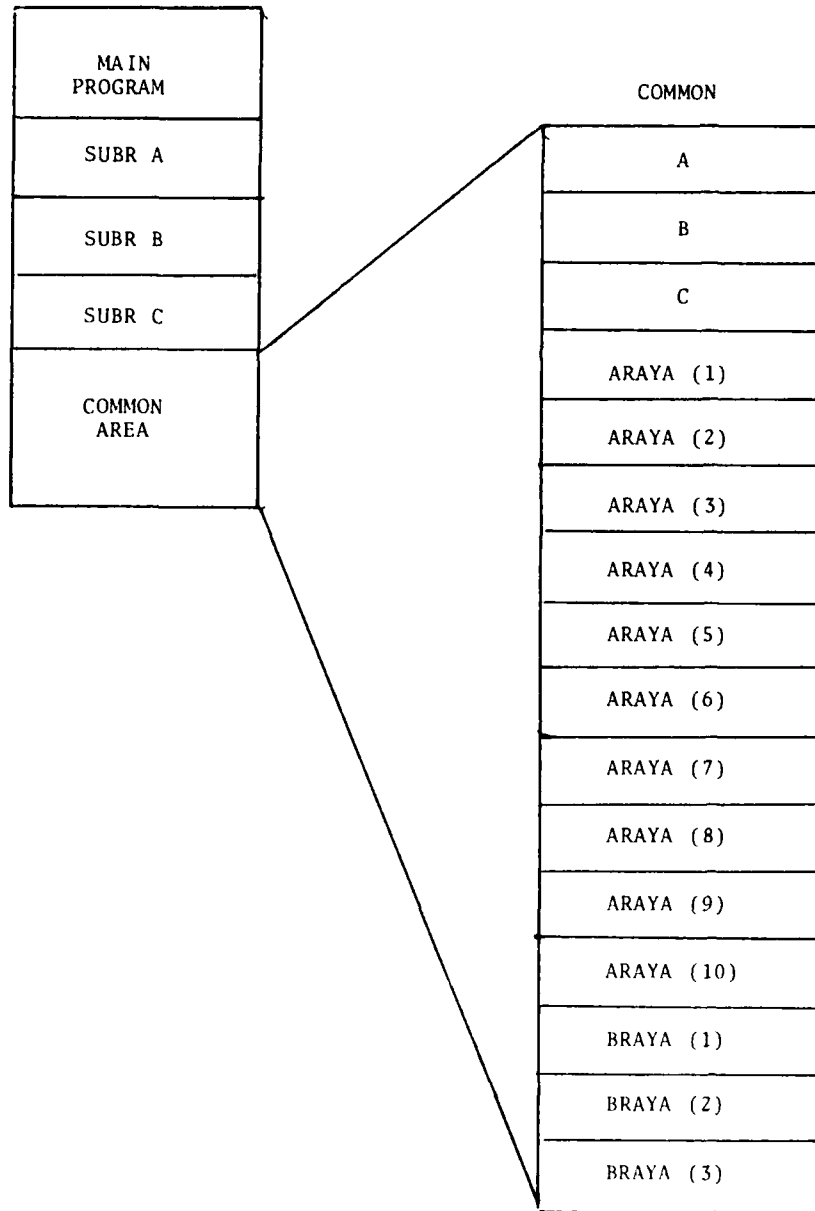 MAIN
PROGRAM
SUBR A
SUBR B
SUBR C
COMMON
AREA
COMMON
A
B
C
ARAYA (1)
ARAYA (2)
ARAYA (3)
ARAYA (4)
ARAYA (5)
ARAYA (6)
ARAYA (7)
ARAYA (8)
ARAYA (9)
ARAYA (10)
BRAYA (1)
BRAYA (2)
BRAYA (3)